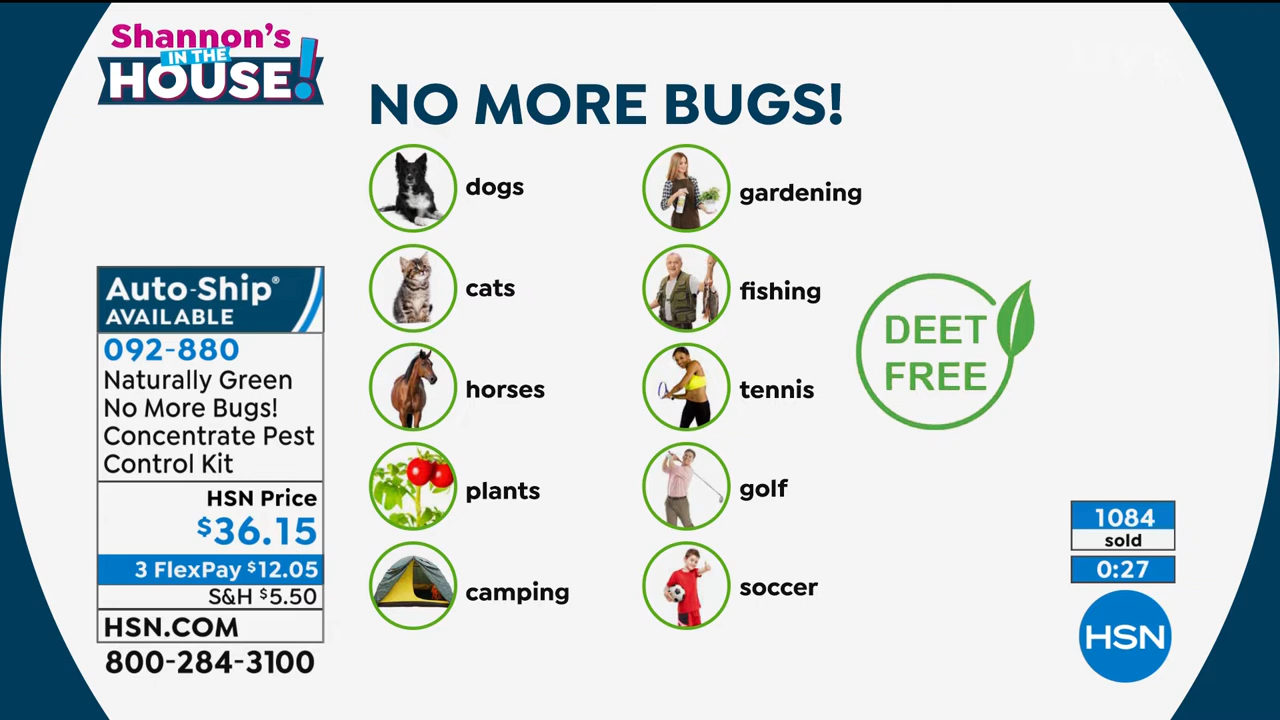 Shannon's
IN THE
HOUSE!
NO MORE BUGS!
dogs
gardening
cats
fishing
horses
tennis
plants
golf
camping
soccer
DEET
FREE
Auto-Ship®
AVAILABLE
092-880
Naturally Green
No More Bugs!
Concentrate Pest
Control Kit
HSN Price
$36.15
3 FlexPay $12.05
S&H $5.50
HSN.COM
800-284-3100
1084
sold
0:27
HSN